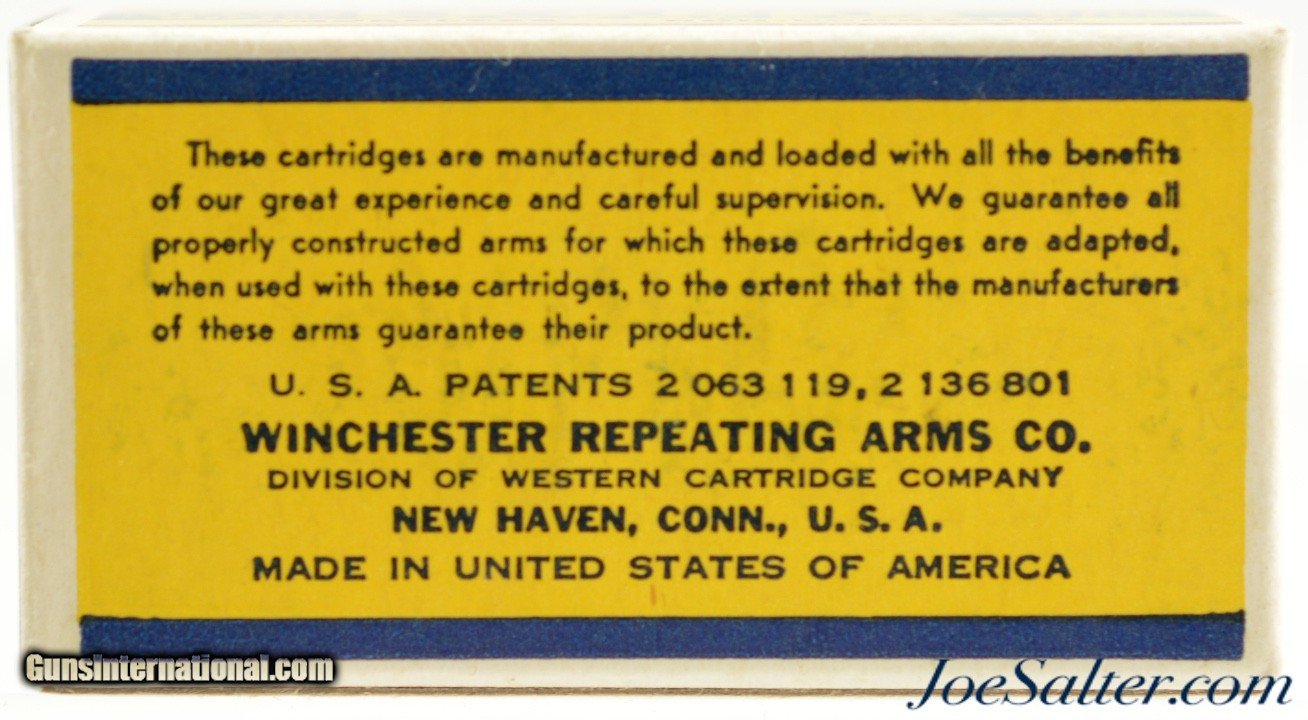 These cartridges are manufactured and loaded with all the benefits
of our great experience and careful supervision. We guarantee all
properly constructed arms for which these cartridges are adapted,
when used with these cartridges, to the extent that the manufacturers
of these arms guarantee their product.
U. S. A. PATENTS 2 063 119, 2 136 801
WINCHESTER REPEATING ARMS CO.
DIVISION OF WESTERN CARTRIDGE COMPANY
NEW HAVEN, CONN., U. S. A.
MADE IN UNITED STATES OF AMERICA
GunsInternational.com
JoeSalter.com